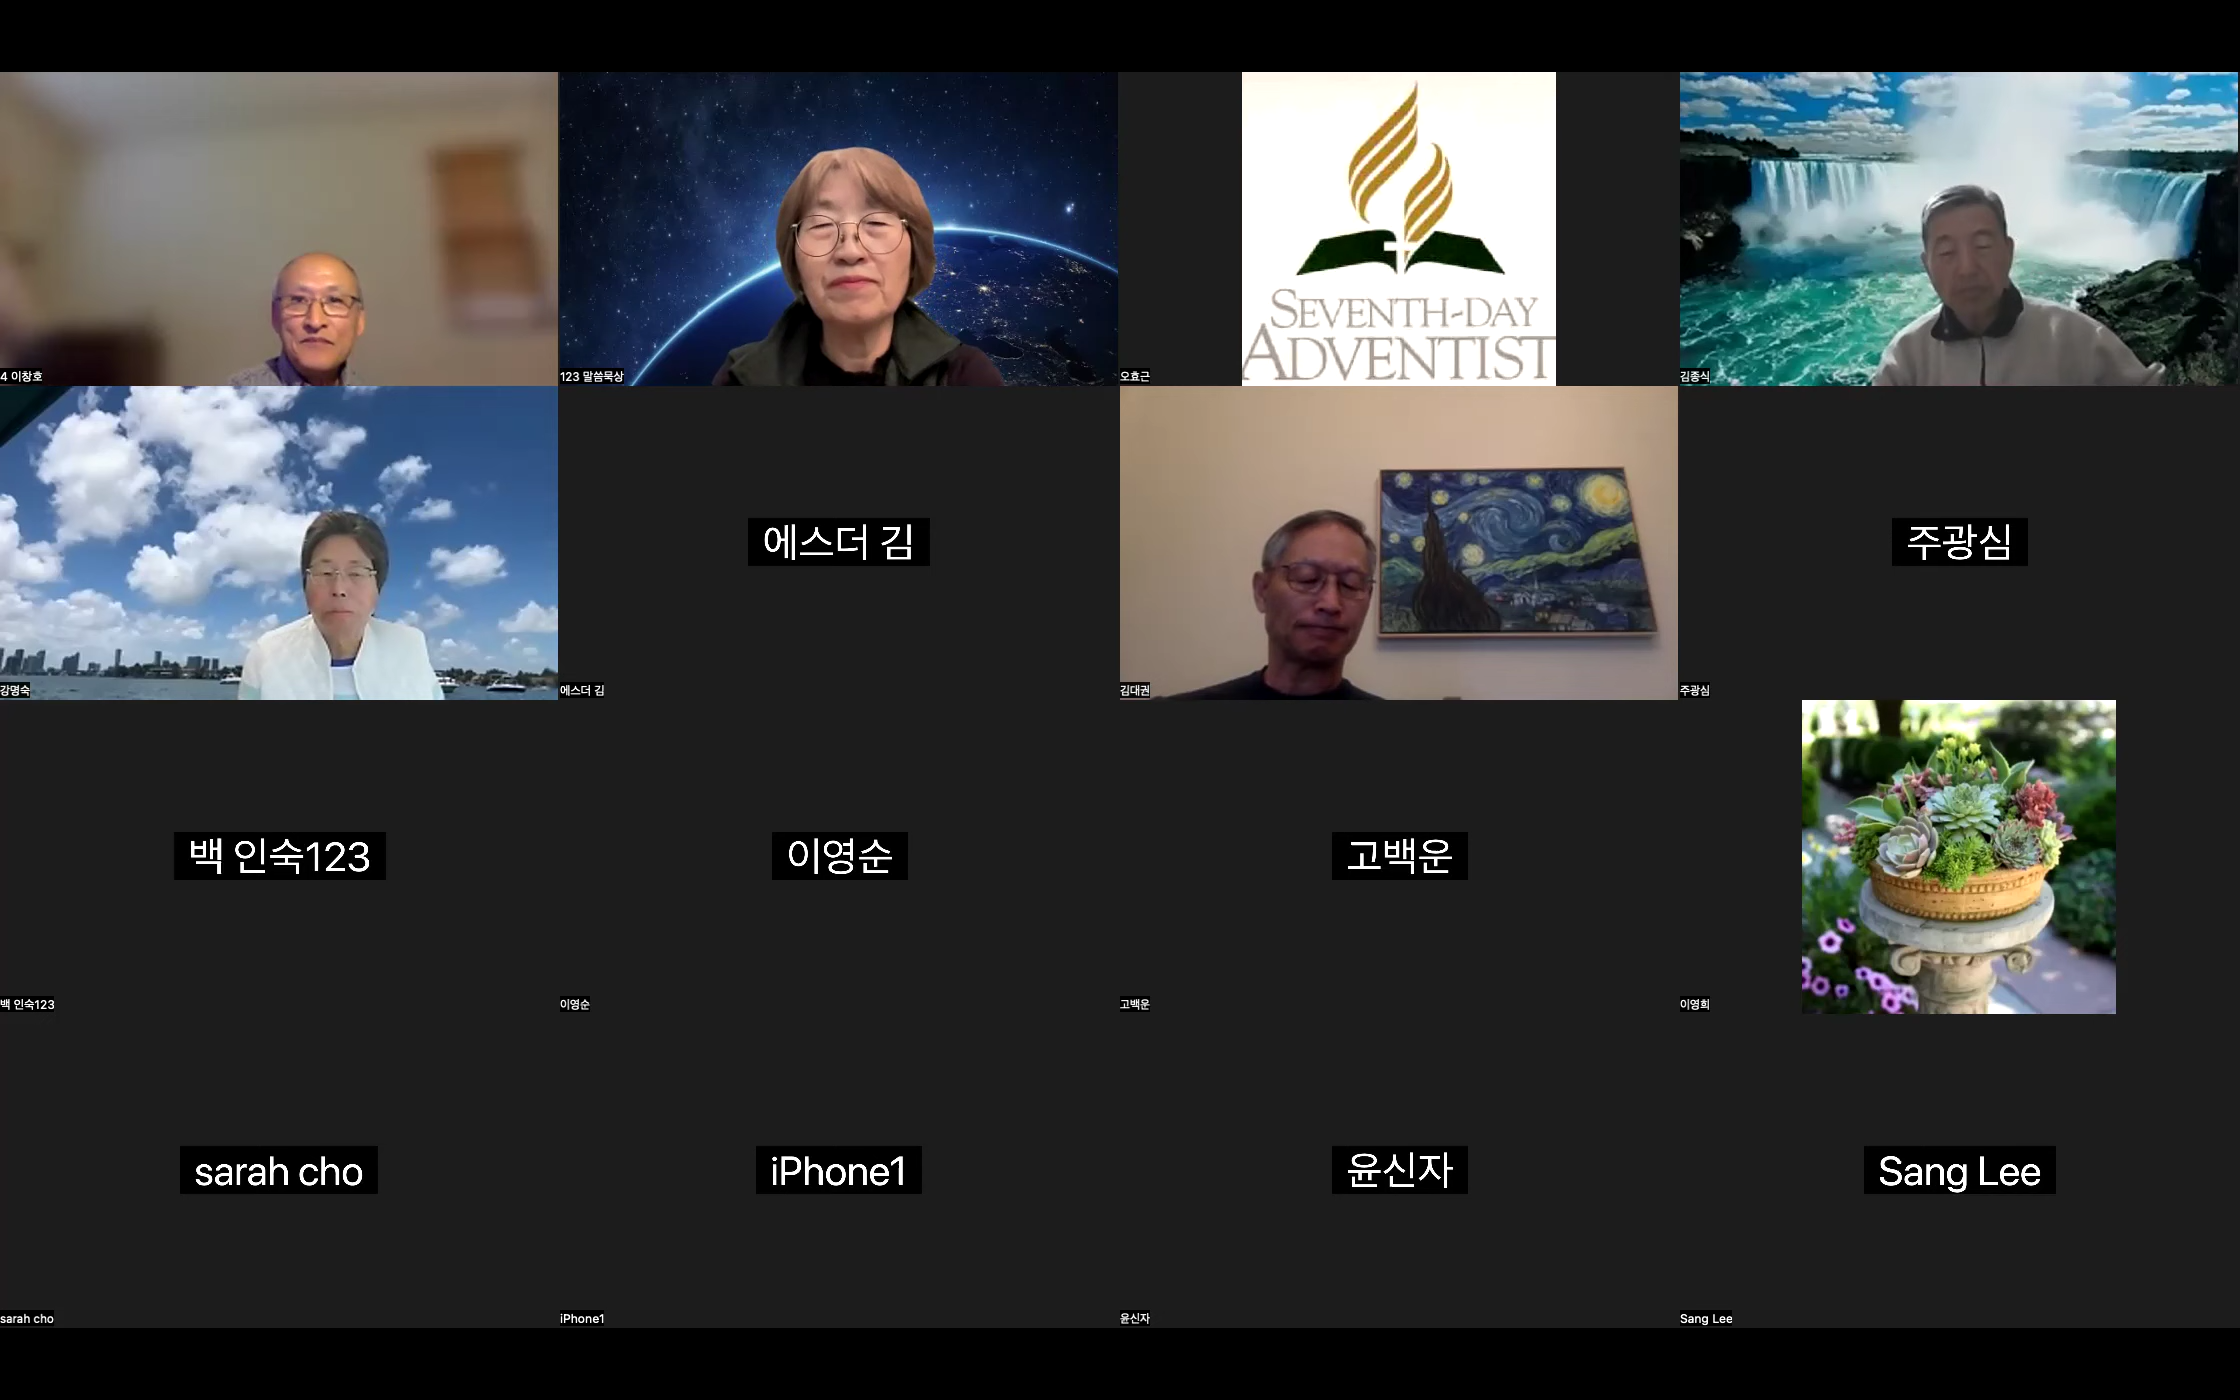 4 이창호
123 말씀묵상
SEVENTH-DAY
ADVENTIST
오효근
김종식
강명숙
에스더 김
에스더 김
김대권
주광심
주광심
백 인숙123
백 인숙123
이영순
이영순
고백운
고백운
이영희
sarah cho
sarah cho
iPhone1
iPhone1
윤신자
윤신자
Sang Lee
Sang Lee